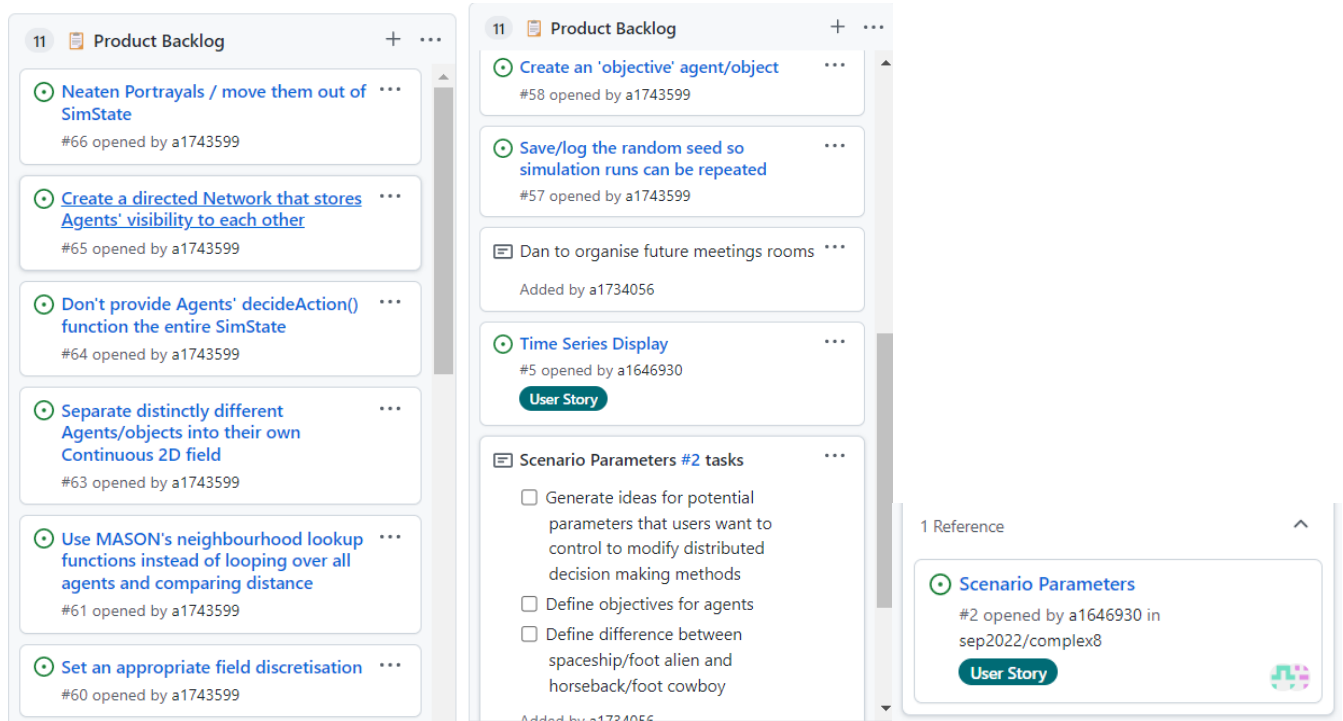 11 Product Backlog
Neaten Portrayals / move them out of
SimState
#66 opened by a1743599
Create a directed Network that stores
Agents' visibility to each other
#65 opened by a1743599
Don't provide Agents' decideAction()
function the entire SimState
#64 opened by a1743599
Separate distinctly different
Agents/objects into their own
Continuous 2D field
#63 opened by a1743599
Use MASON's neighbourhood lookup
functions instead of looping over all
agents and comparing distance
#61 opened by a1743599
Set an appropriate field discretisation
#60 opened by a1743599
11 Product Backlog
Create an 'objective' agent/object
#58 opened by a1743599
Save/log the random seed so
simulation runs can be repeated
#57 opened by a1743599
Dan to organise future meetings rooms
Added by a1734056
Time Series Display
#5 opened by a1646930
User Story
Scenario Parameters #2 tasks
Generate ideas for potential
parameters that users want to
control to modify distributed
decision making methods
Define objectives for agents
Define difference between
spaceship/foot alien and
horseback/foot cowboy
Added by a1734056
1 Reference
Scenario Parameters
#2 opened by a1646930 in
sep2022/complex8
User Story